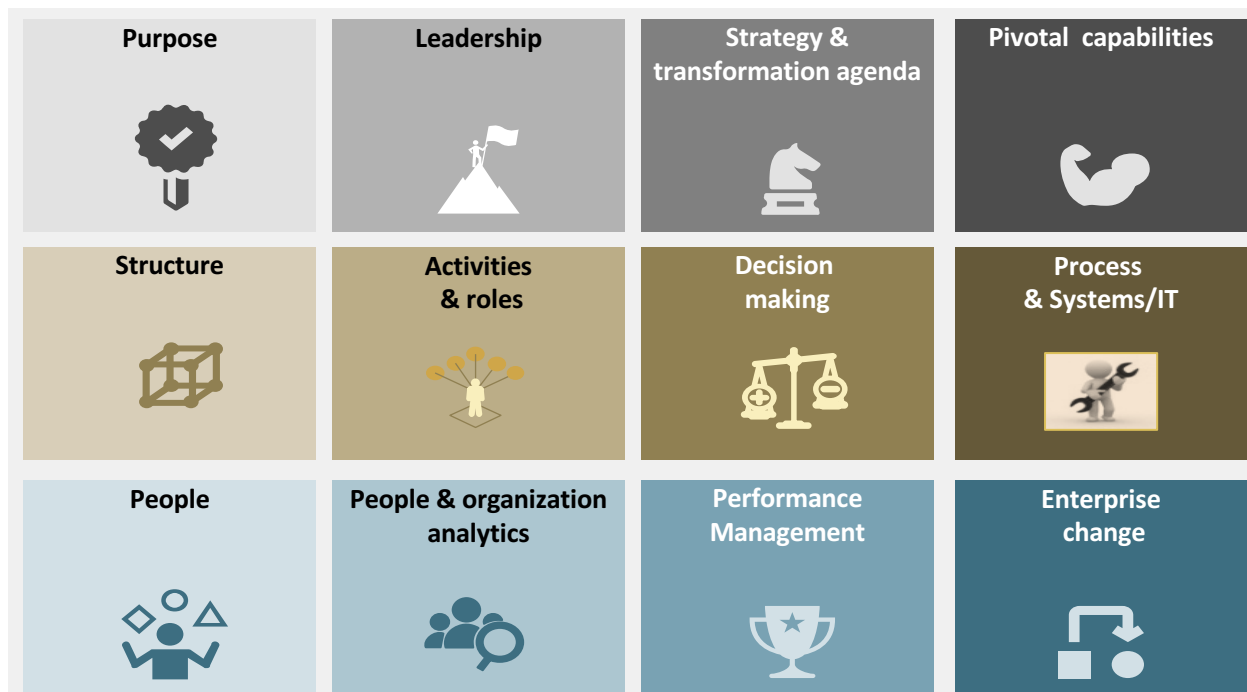 Purpose
Leadership
Strategy &
transformation agenda
Pivotal capabilities
Structure
Activities
& roles
Decision
making
Process
& Systems/IT
People
People & organization
analytics
Performance
Management
Enterprise
change